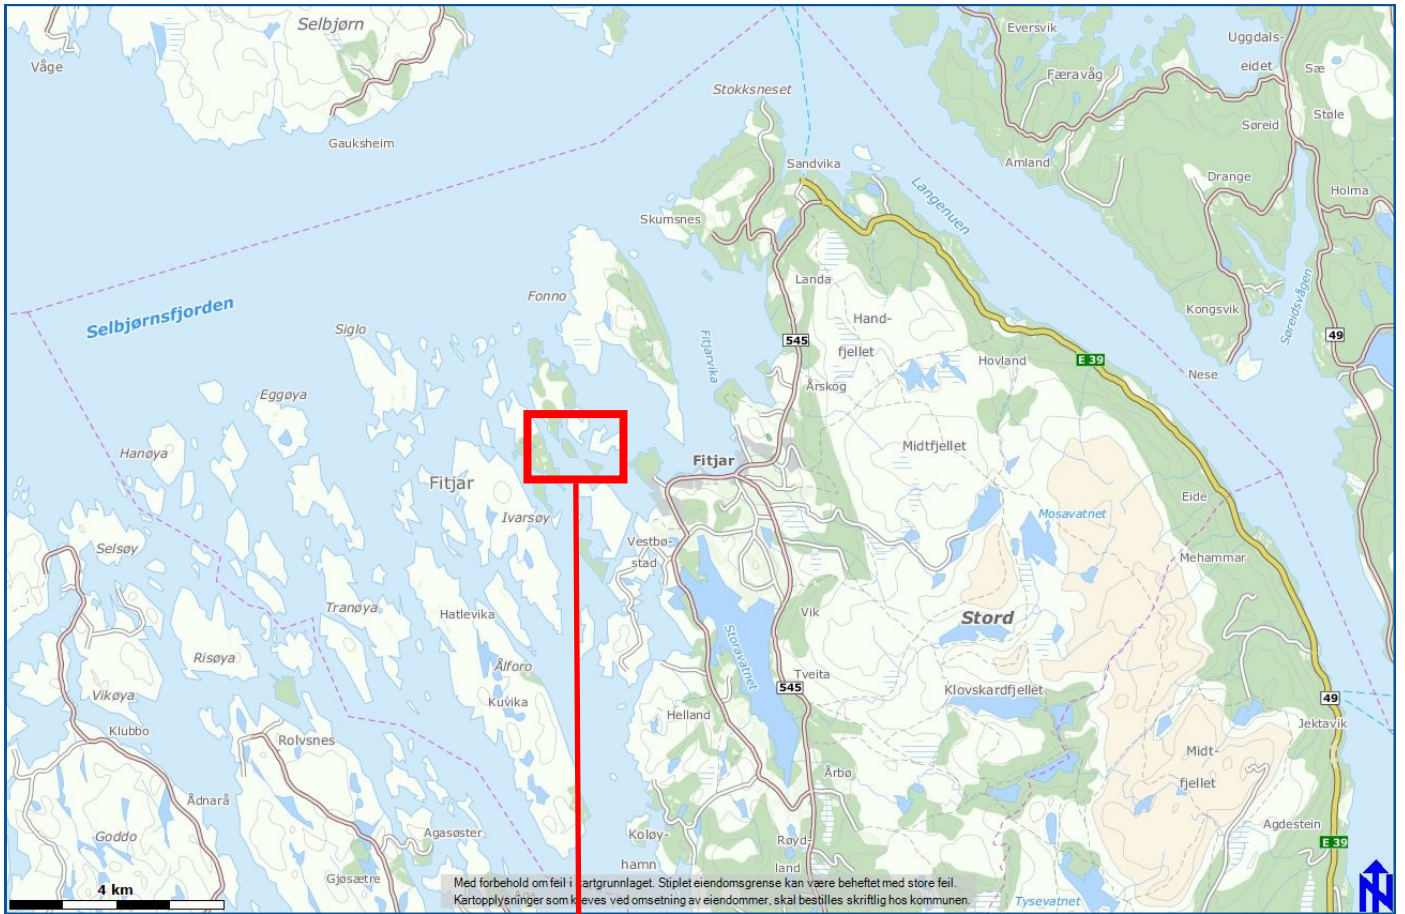 Selbjørn
Våge
Gauksheim
Stokksneset
Sandvika
Skumsnes
Langenuen
Eversvik
Færavåg
Uggdals-
eidet
Sæ
Støle
Søreid
Amland
Drange
Holma
Kongsvik
Søreidsvågen
49
Nese
Landa
Hand-
fjellet
Hovland
E 39
545
Årskog
Fonno
Fitjarvika
Selbjørnsfjorden
Siglo
Eggøya
Hanøya
Fitjar
Ivarsøy
Fitjar
Midtfjellet
Mosavatnet
Eide
Mehammar
Selsøy
Tranøya
Hatlevika
Risøya
Ålforo
Kuvika
Vikøya
Klubbo
Rolvsnes
Ådnarå
Goddo
Gjøsætre
Agasøster
Vestbø-
stad
Storavatnet
Vik
Stord
Tveita
545
Klovskardfjellet
Helland
49
Jektavik
Midt-
fjellet
Årbø
Agdestein
E 39
Koløy-
hamn
Røyd-
land
Tysevatnet
4 km
Med forbehold om feil i kartgrunnlaget. Stiplet eiendomsgrense kan være beheftet med store feil.
Kartopplysninger som kreves ved omsetning av eiendommer, skal bestilles skriftlig hos kommunen.
N